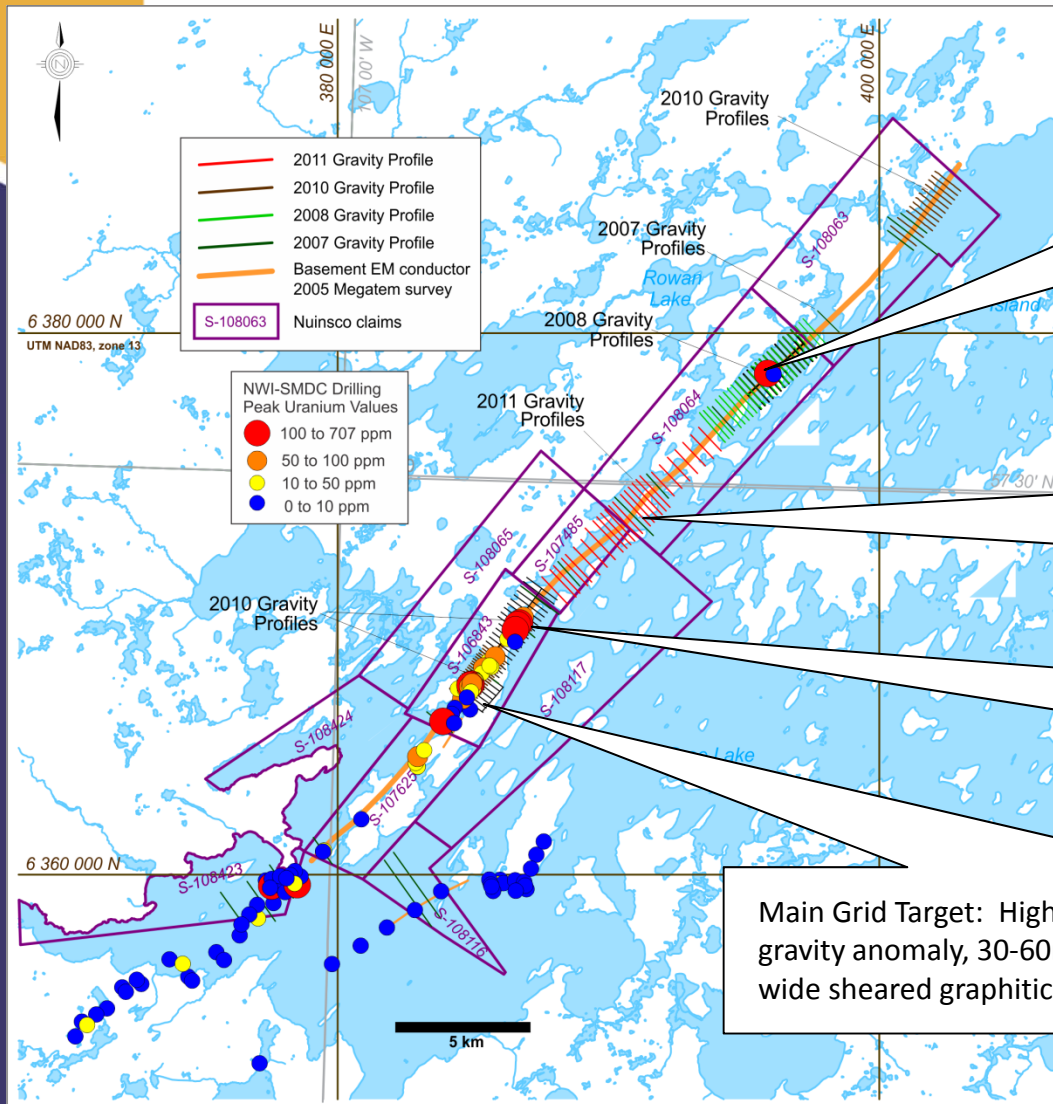 380 000 E
107 00' W
400 000 E
2010 Gravity
Profiles
2011 Gravity Profile
2010 Gravity Profile
2008 Gravity Profile
2007 Gravity Profile
Basement EM conductor
2005 Megatem survey
S-108063
Nuinsco claims
2007 Gravity
Profiles
S-108063
Rowan
Lake
Island
6 380 000 N
UTM NAD83, zone 13
2008 Gravity
Profiles
NWI-SMDC Drilling
Peak Uranium Values
100 to 707 ppm
50 to 100 ppm
10 to 50 ppm
0 to 10 ppm
2011 Gravity
Profiles
S-108064
57 30' N
S-108065
S-107485
2010 Gravity
Profiles
S-106843
S-108117
S-108424
Lake
S-107625
6 360 000 N
S-108423
S-108116
Main Grid Target: High
gravity anomaly, 30-60
wide sheared graphitic
5 km